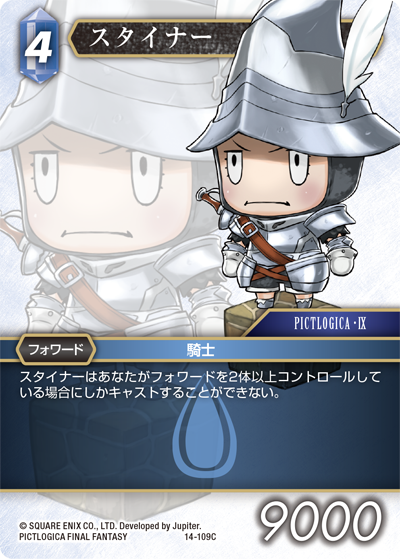 4
スタイナー
PICTLOGICA・IX
フォワード
騎士
スタイナーはあなたがフォワードを2体以上コントロールして
いる場合にしかキャストすることができない。
© SQUARE ENIX CO., LTD. Developed by Jupiter.
PICTLOGICA FINAL FANTASY
14-109C
9000